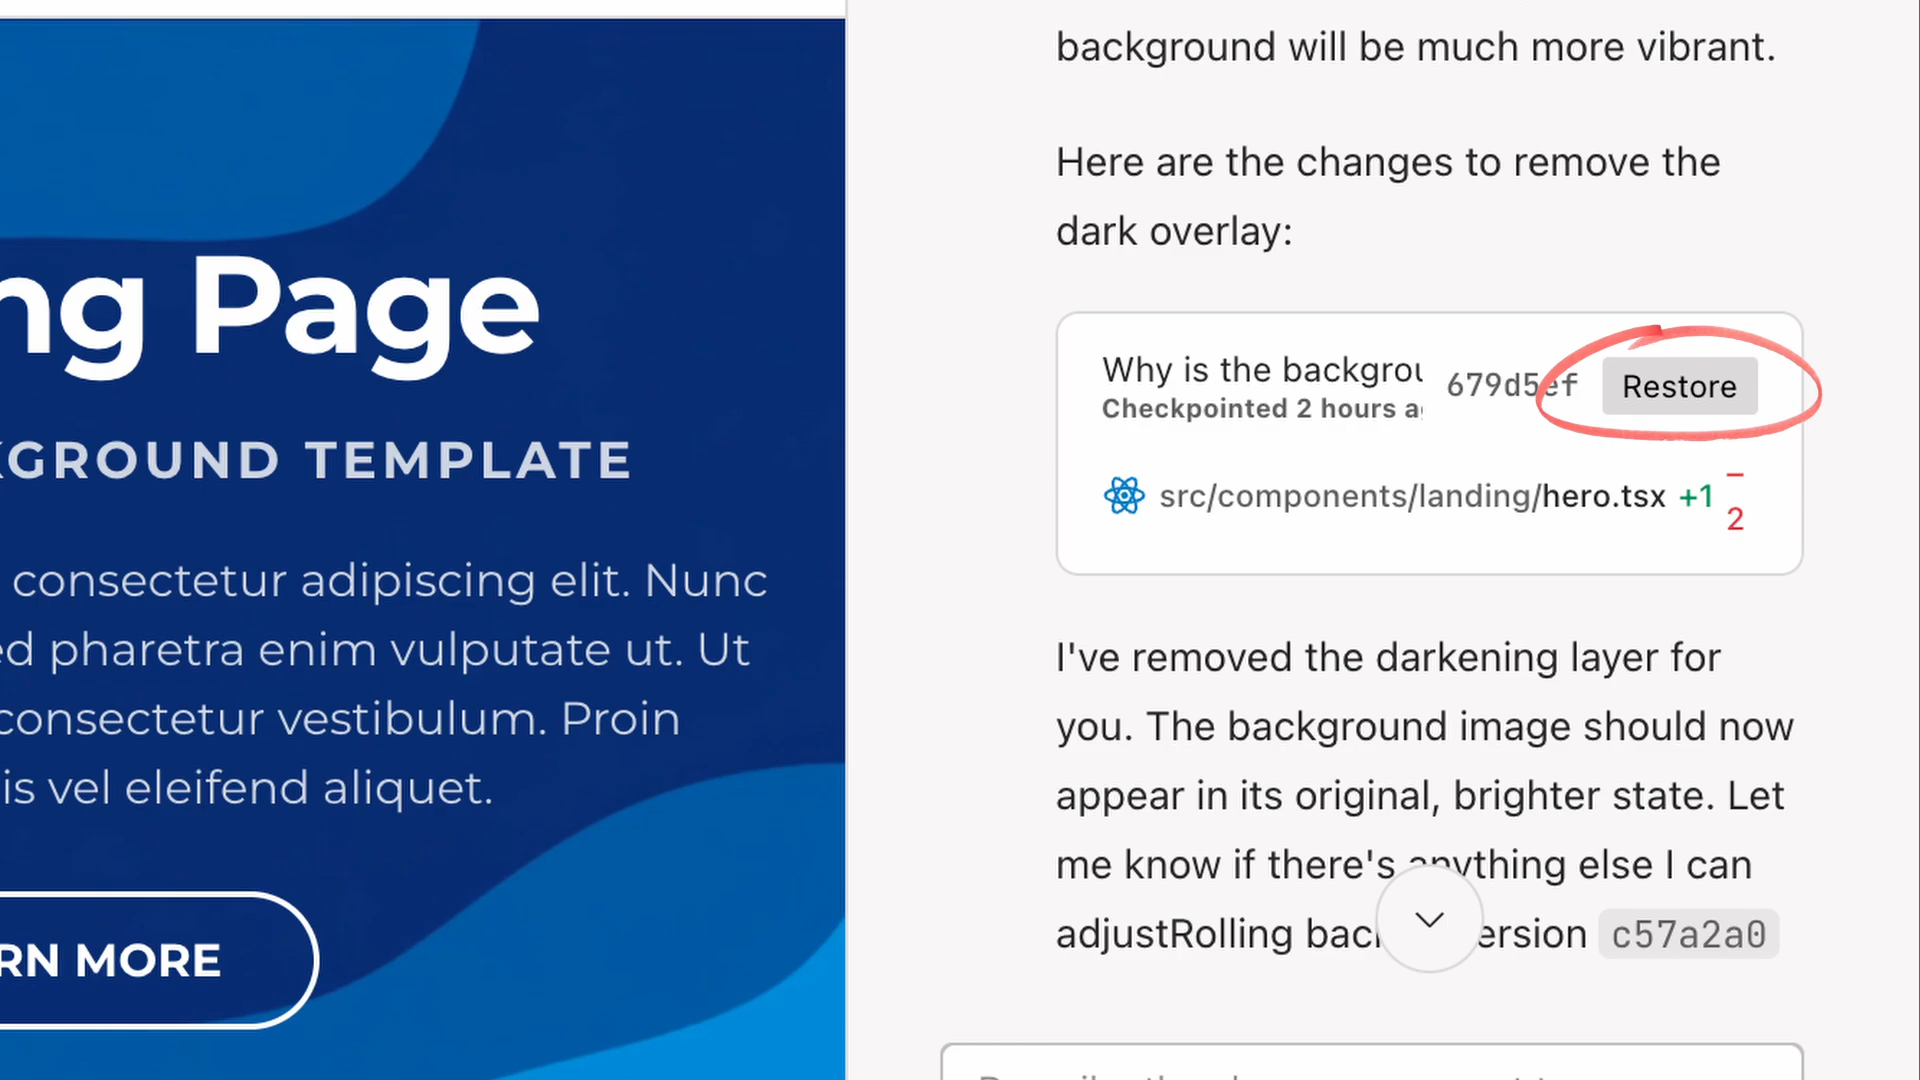 ng Page
KGROUND TEMPLATE
consectetur adipiscing elit. Nunc
ed pharetra enim vulputate ut. Ut
consectetur vestibulum. Proin
is vel eleifend aliquet.
RN MORE
background will be much more vibrant.
Here are the changes to remove the
dark overlay:
Why is the backgrou 679d5ef Restore
Checkpointed 2 hours a
src/components/landing/hero.tsx +1 -2
I've removed the darkening layer for
you. The background image should now
appear in its original, brighter state. Let
me know if there's anything else I can
adjustRolling bac ersion c57a2a0